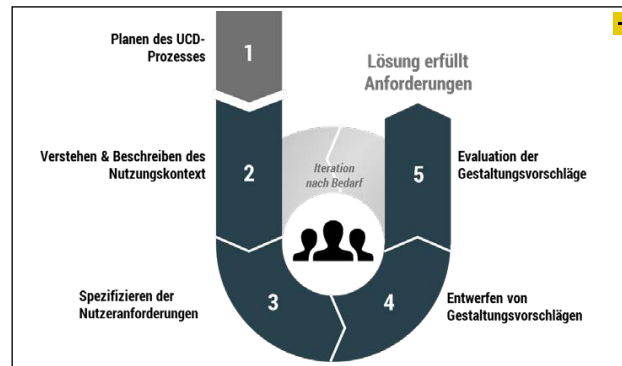 Planen des UCD-
Prozesses
1
Lösung erfüllt
Anforderungen
Verstehen & Beschreiben des
Nutzungskontext
2
Iteration
nach Bedarf
5
Evaluation der
Gestaltungsvorschläge
Spezifizieren der
Nutzeranforderungen
3
4
Entwerfen von
Gestaltungsvorschlägen